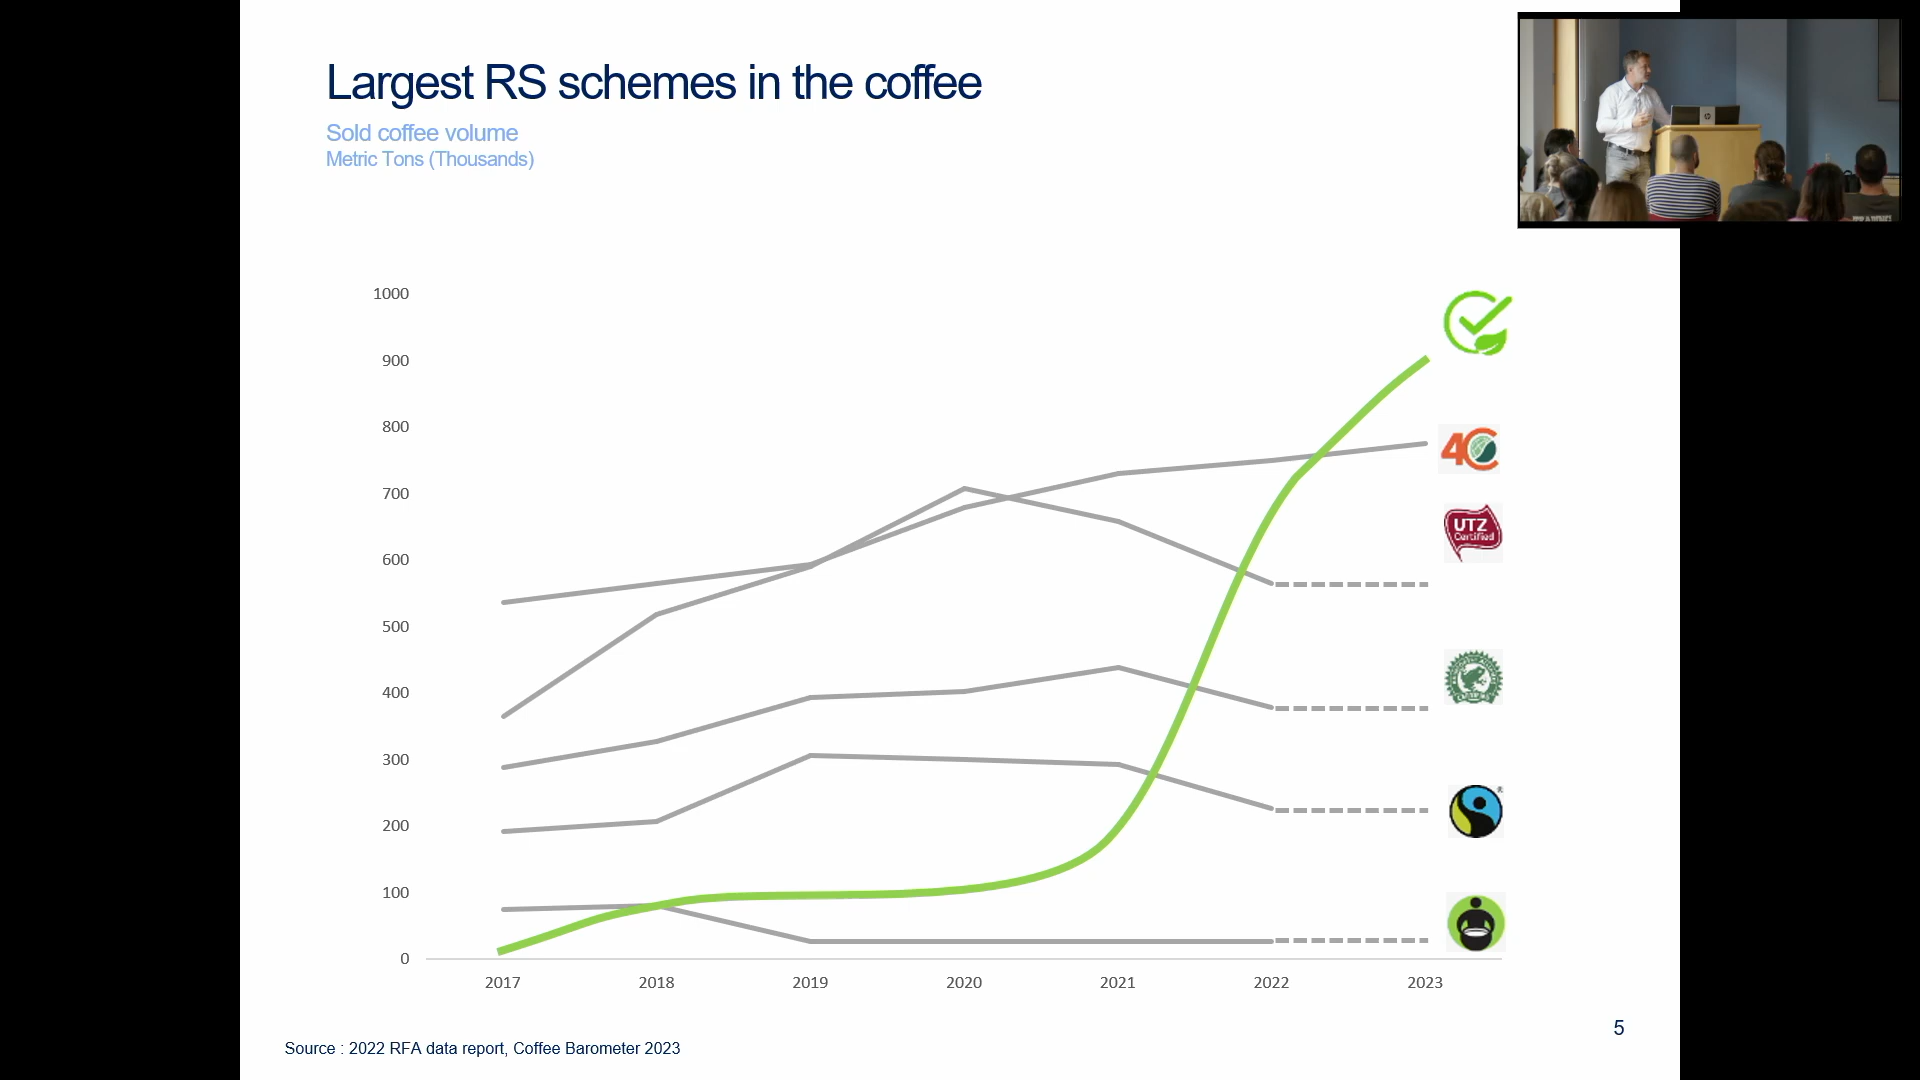 Largest RS schemes in the coffee
Sold coffee volume
Metric Tons (Thousands)
1000
900
800
700
600
500
400
300
200
100
0
2017 2018 2019 2020 2021 2022 2023
4C
UTZ
Certified
®
5
Source : 2022 RFA data report, Coffee Barometer 2023
hp